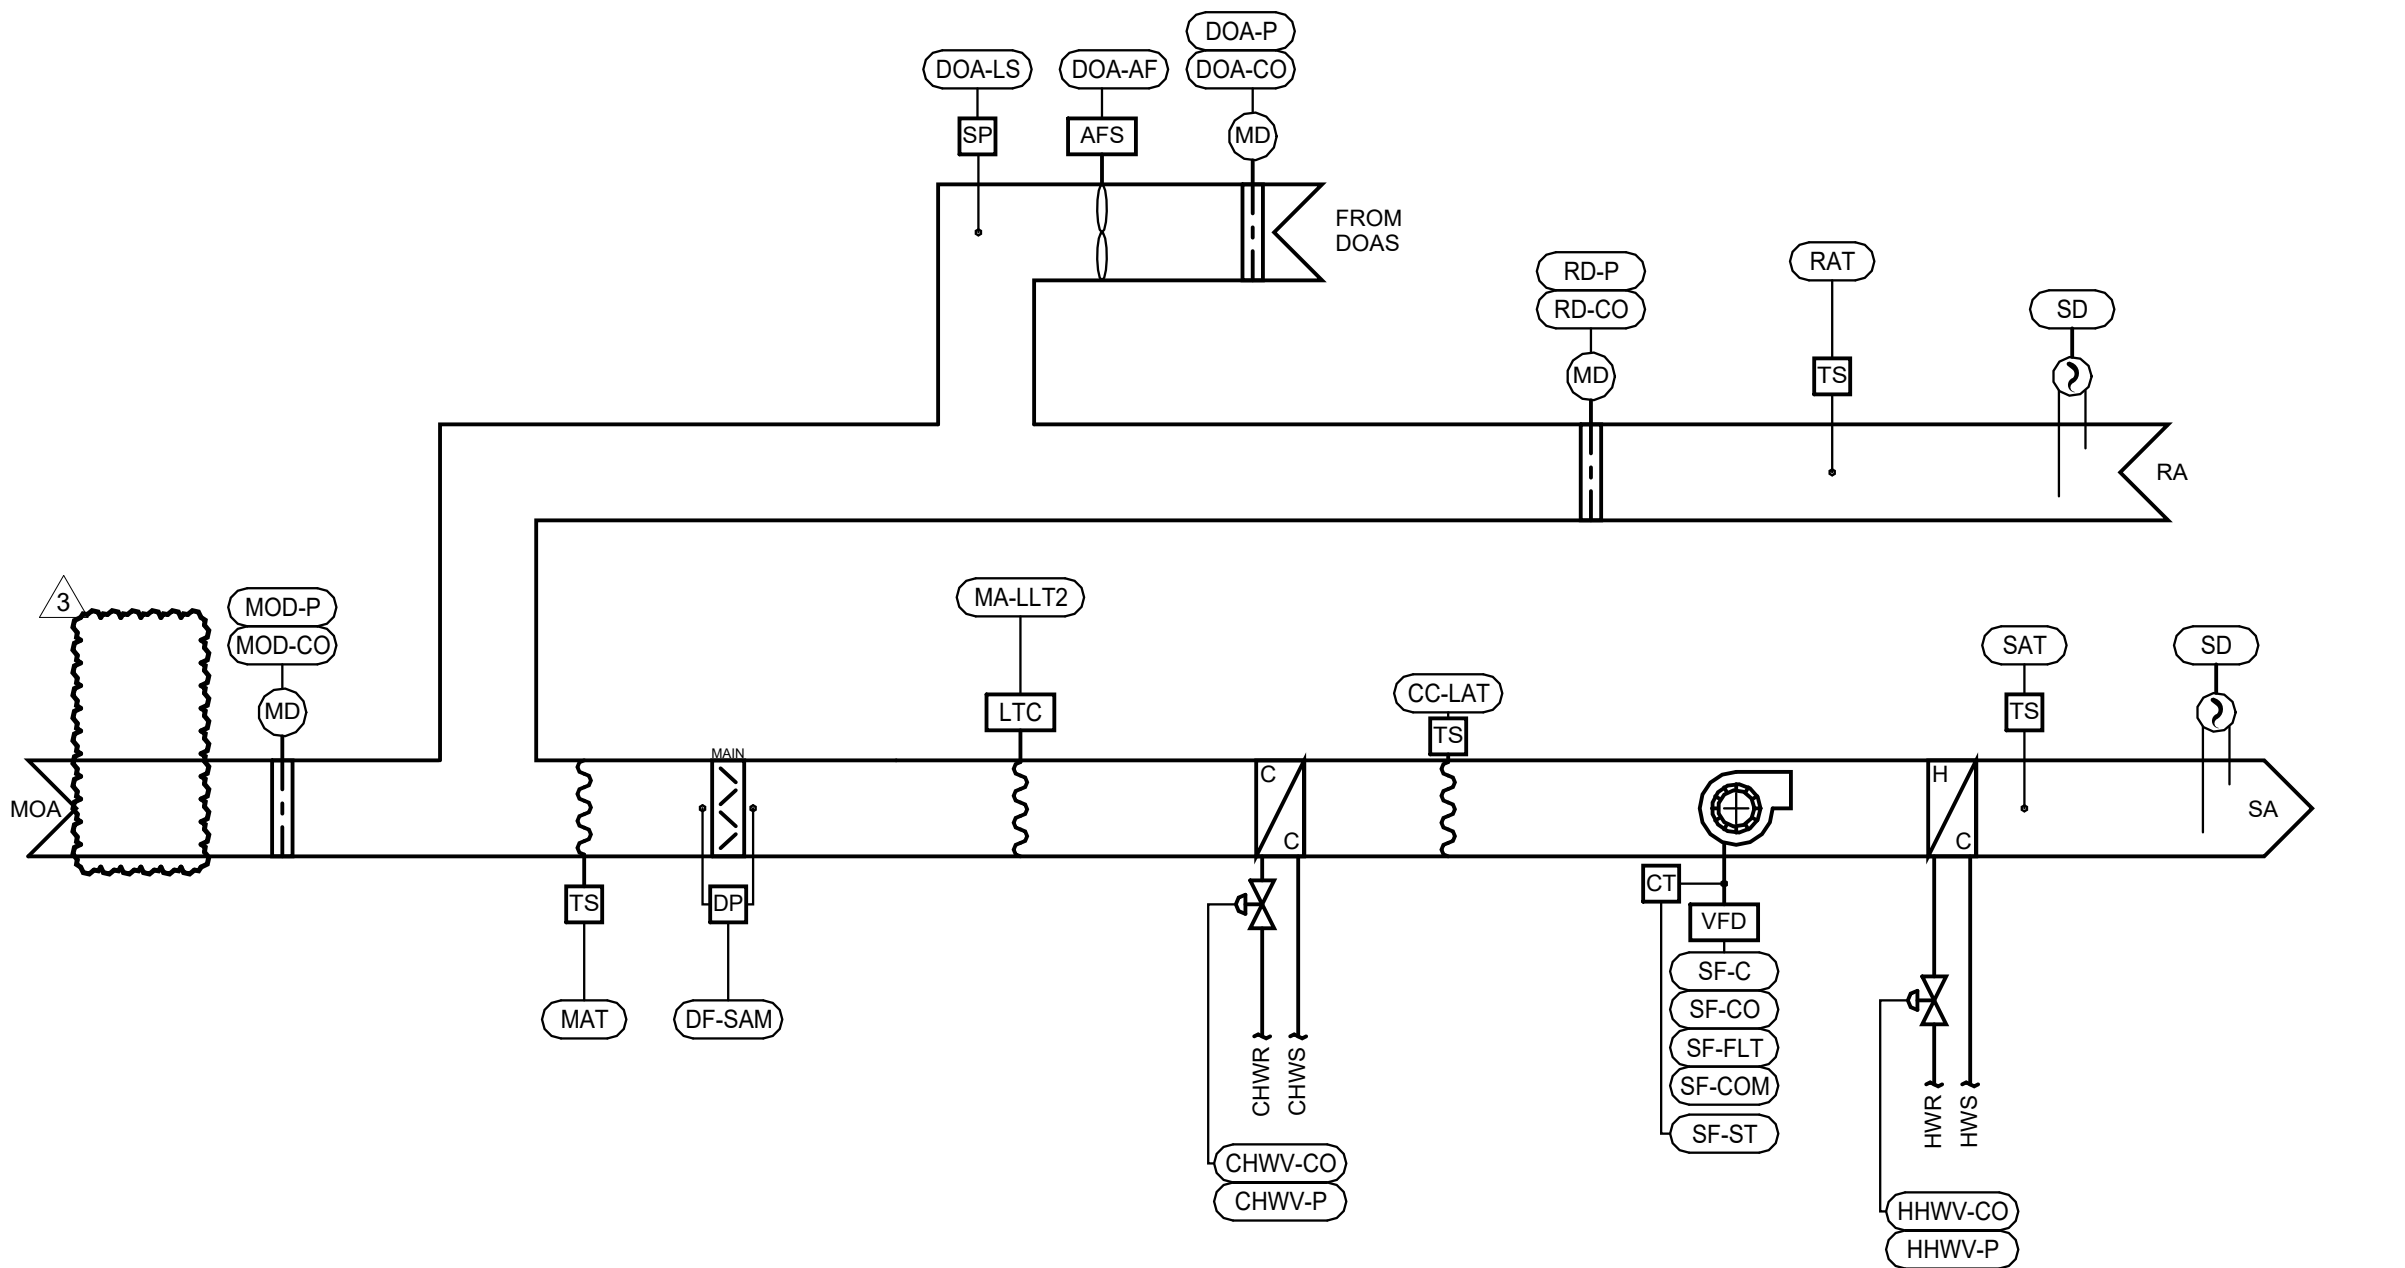 DOA-P
DOA-LS
DOA-AF
DOA-CO
SP
AFS
MD
FROM
DOAS
RD-P
RD-CO
RAT
SD
MD
TS
RA
3
MOD-P
MOD-CO
MD
MOA
MA-LLT2
LTC
CC-LAT
TS
SAT
TS
SD
MAIN
C
C
H
C
SA
TS
DP
MAT
DF-SAM
CT
VFD
SF-C
SF-CO
SF-FLT
SF-COM
SF-ST
CHWR
CHWS
CHWV-CO
CHWV-P
HWR
HWS
HHWV-CO
HHWV-P